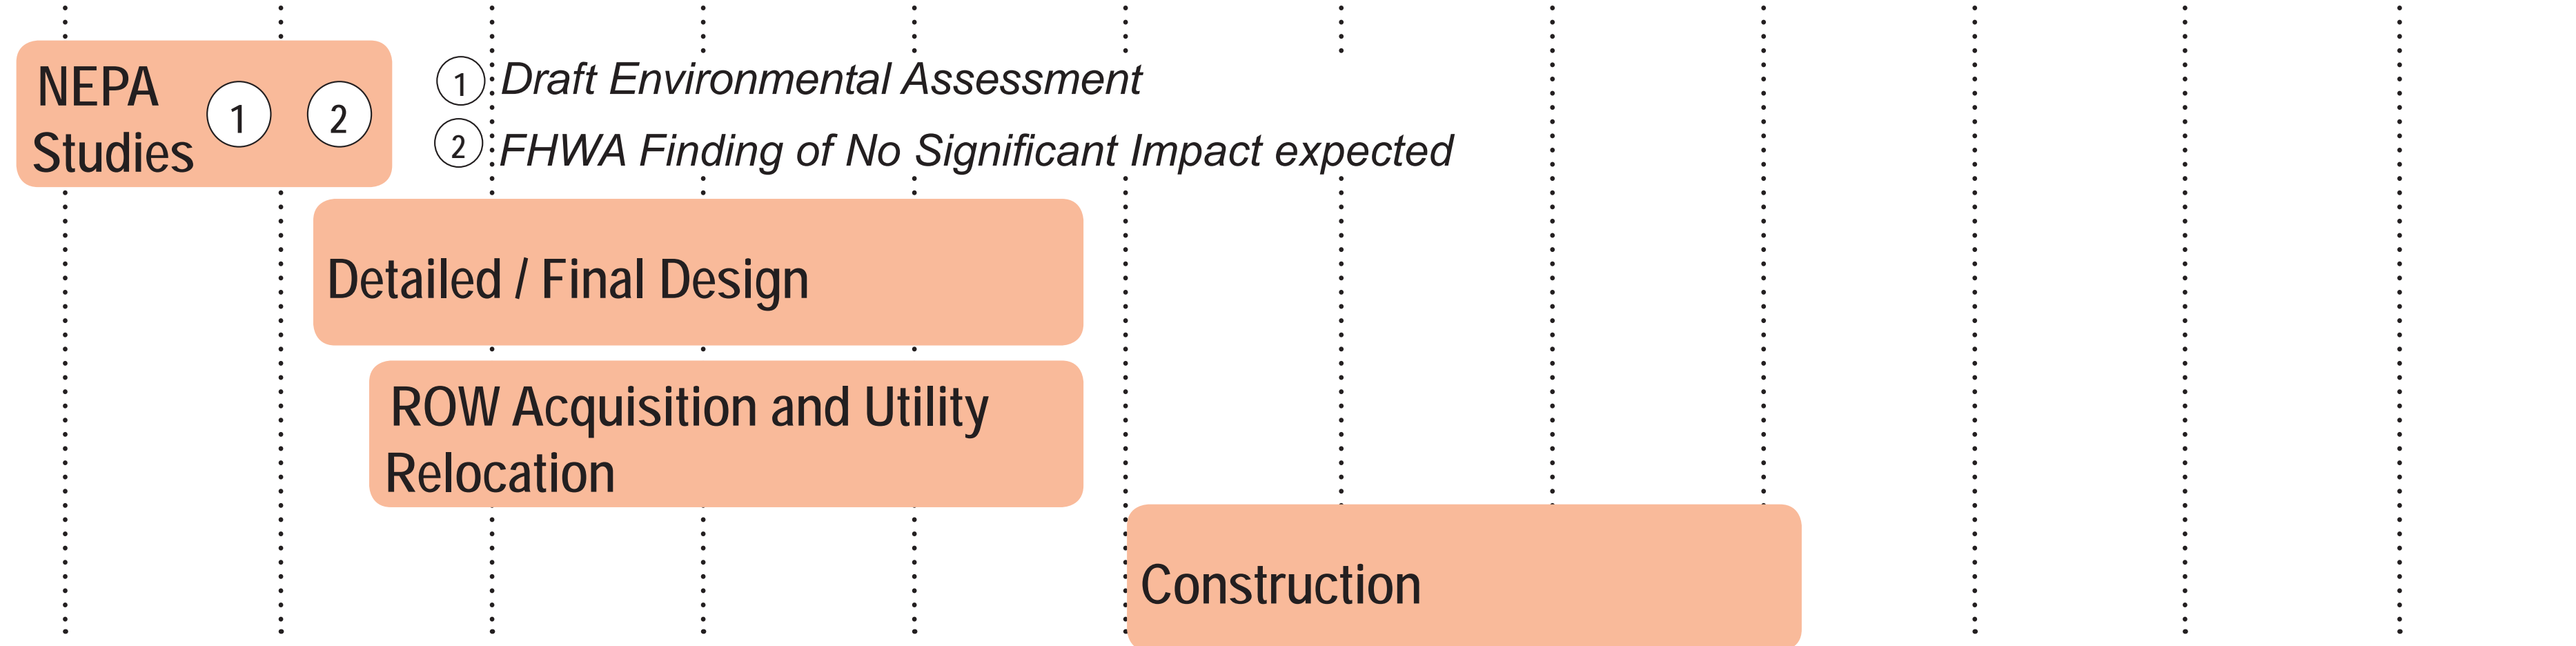 NEPA
Studies
1
2
1 Draft Environmental Assessment
2 FHWA Finding of No Significant Impact expected
Detailed / Final Design
ROW Acquisition and Utility
Relocation
Construction